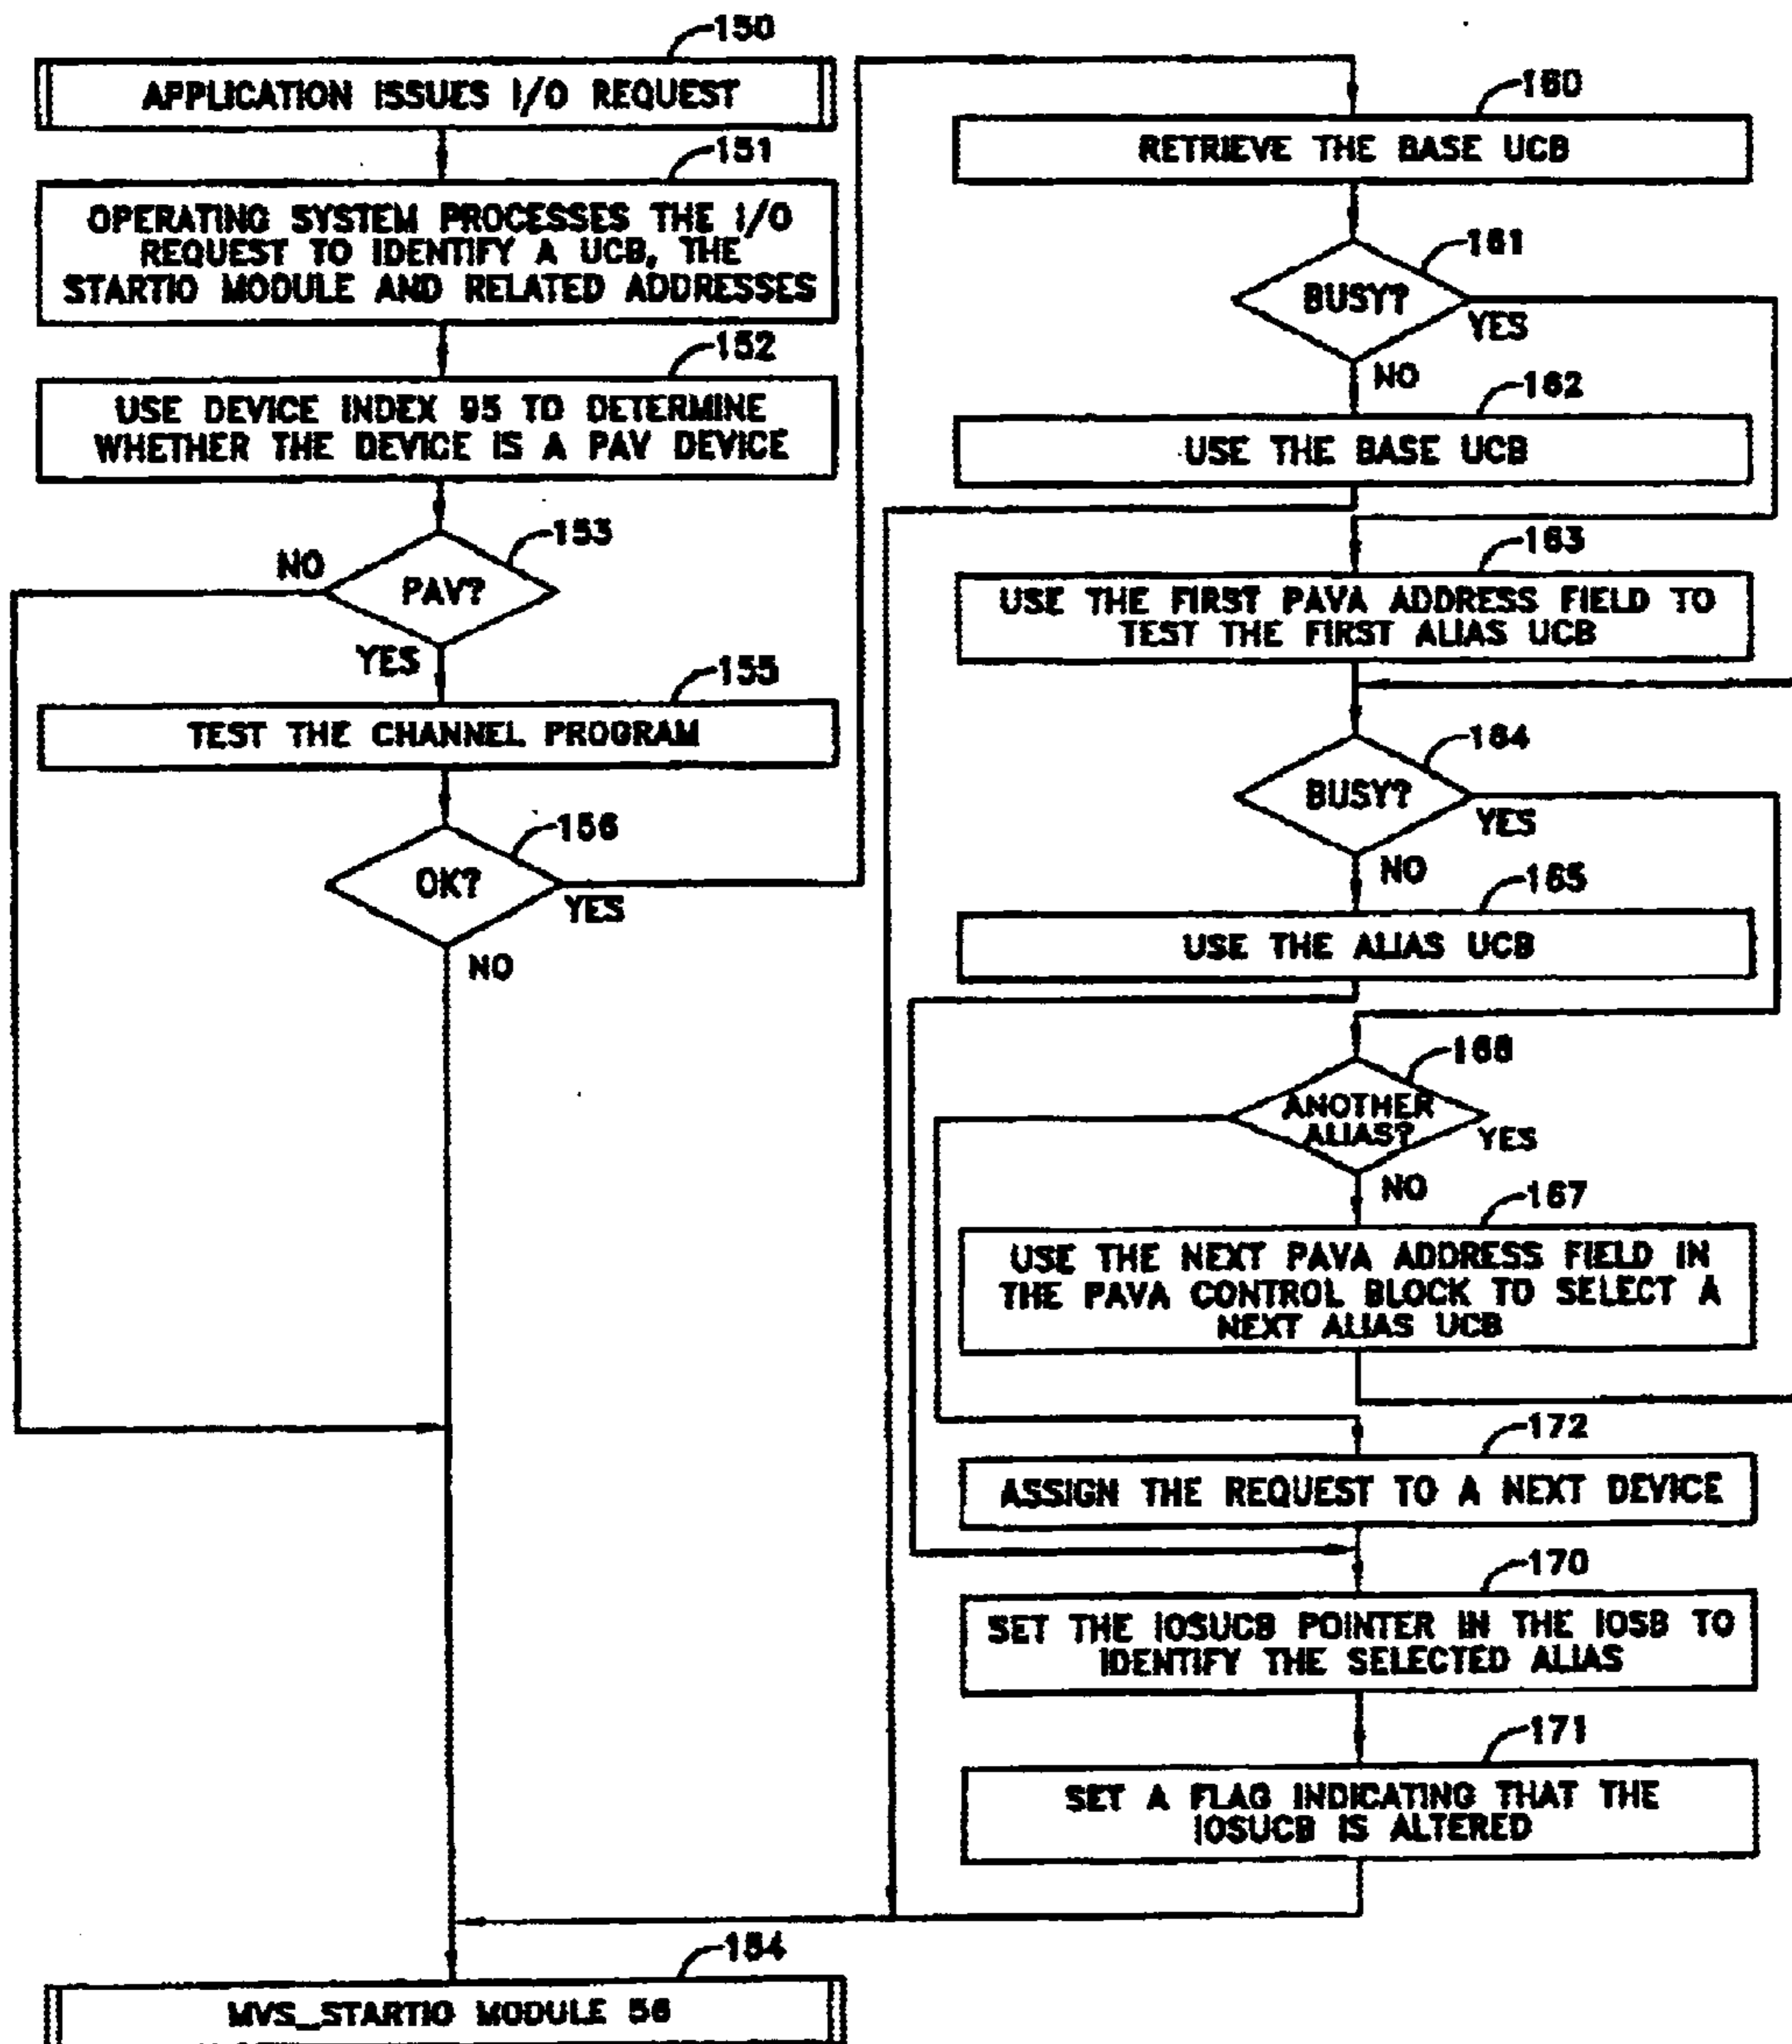 150
APPLICATION ISSUES I/O REQUEST
151
OPERATING SYSTEM PROCESSES THE I/O
REQUEST TO IDENTIFY A UCB, THE
STARTIO MODULE AND RELATED ADDRESSES
152
USE DEVICE INDEX 95 TO DETERMINE
WHETHER THE DEVICE IS A PAV DEVICE
153
NO
PAV?
YES
155
TEST THE CHANNEL PROGRAM
156
OK?
YES
NO
160
RETRIEVE THE BASE UCB
161
BUSY?
YES
NO
162
USE THE BASE UCB
163
USE THE FIRST PAVA ADDRESS FIELD TO
TEST THE FIRST ALIAS UCB
164
BUSY?
YES
NO
165
USE THE ALIAS UCB
166
ANOTHER
ALIAS?
YES
NO
167
USE THE NEXT PAVA ADDRESS FIELD IN
THE PAVA CONTROL BLOCK TO SELECT A
NEXT ALIAS UCB
172
ASSIGN THE REQUEST TO A NEXT DEVICE
170
SET THE IOSUCB POINTER IN THE IOSB TO
IDENTIFY THE SELECTED ALIAS
171
SET A FLAG INDICATING THAT THE
IOSUCB IS ALTERED
154
MVS_STARTIO MODULE 56